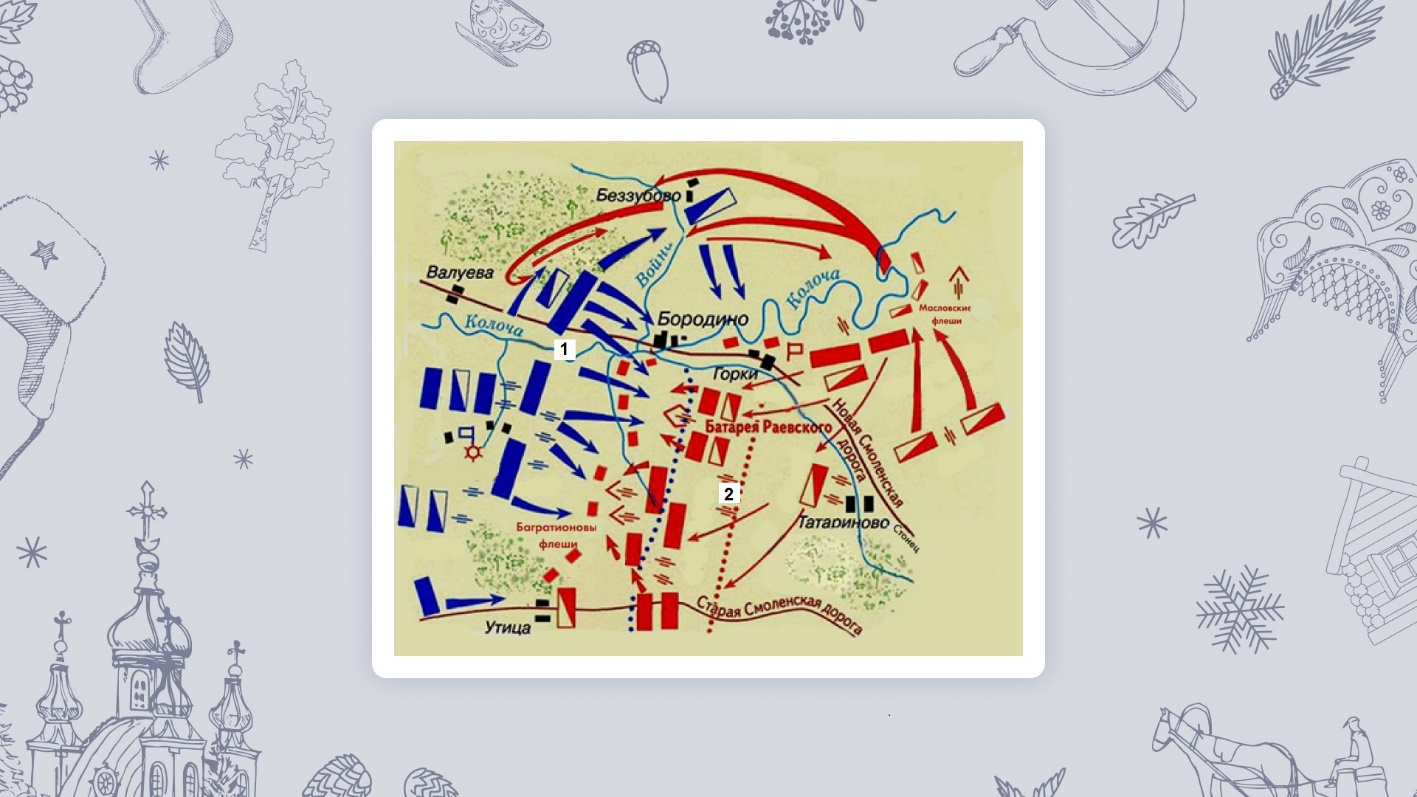 Беззубово
Валуева
Войны
Колоча
Колоча
Масловские
флеши
Бородино
1
Горки
Новая Смоленская
дорога
Батарея Раевского
2
Татариново
Стонец
Багратионовы
флеши
Старая Смоленская дорога
Утица